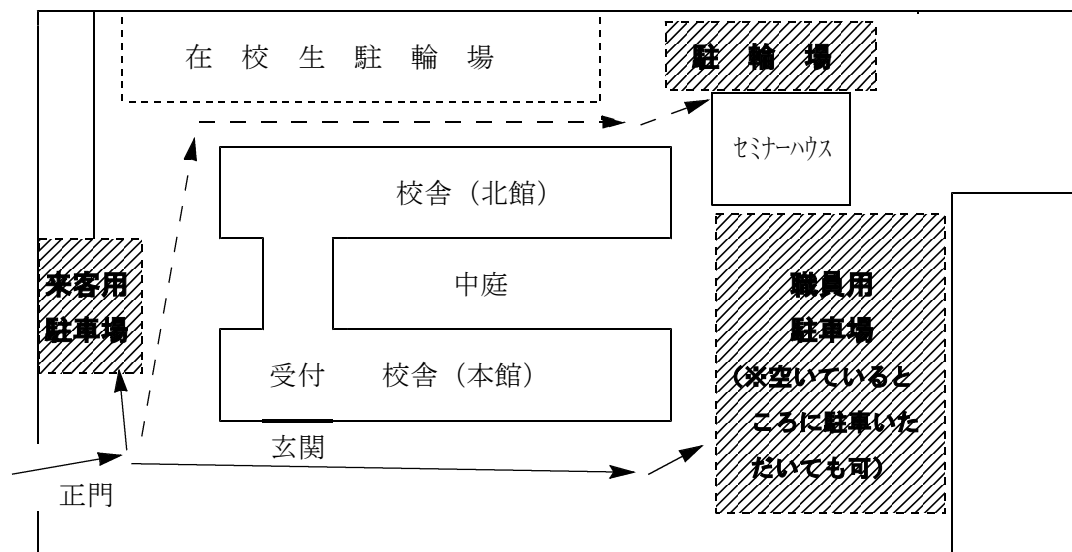 在校生駐輪場
駐輪場
セミナーハウス
校舎（北館）
来客用
駐車場
中庭
職員用
駐車場
（※空いていると
ころに駐車いた
だいても可）
受付
校舎（本館）
玄関
正門